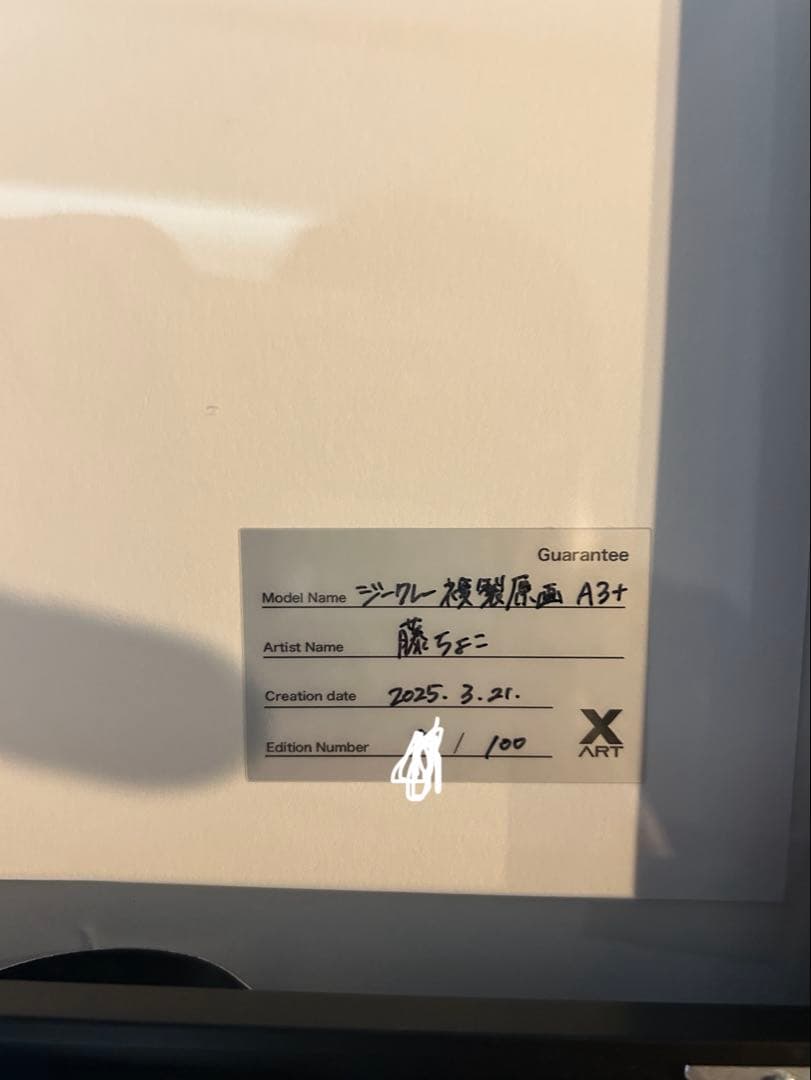 Guarantee
Model Name ジークレー複製原画 A3+
Artist Name 藤ちょこ
Creation date 2025. 3. 21.
Edition Number / 100
X ART